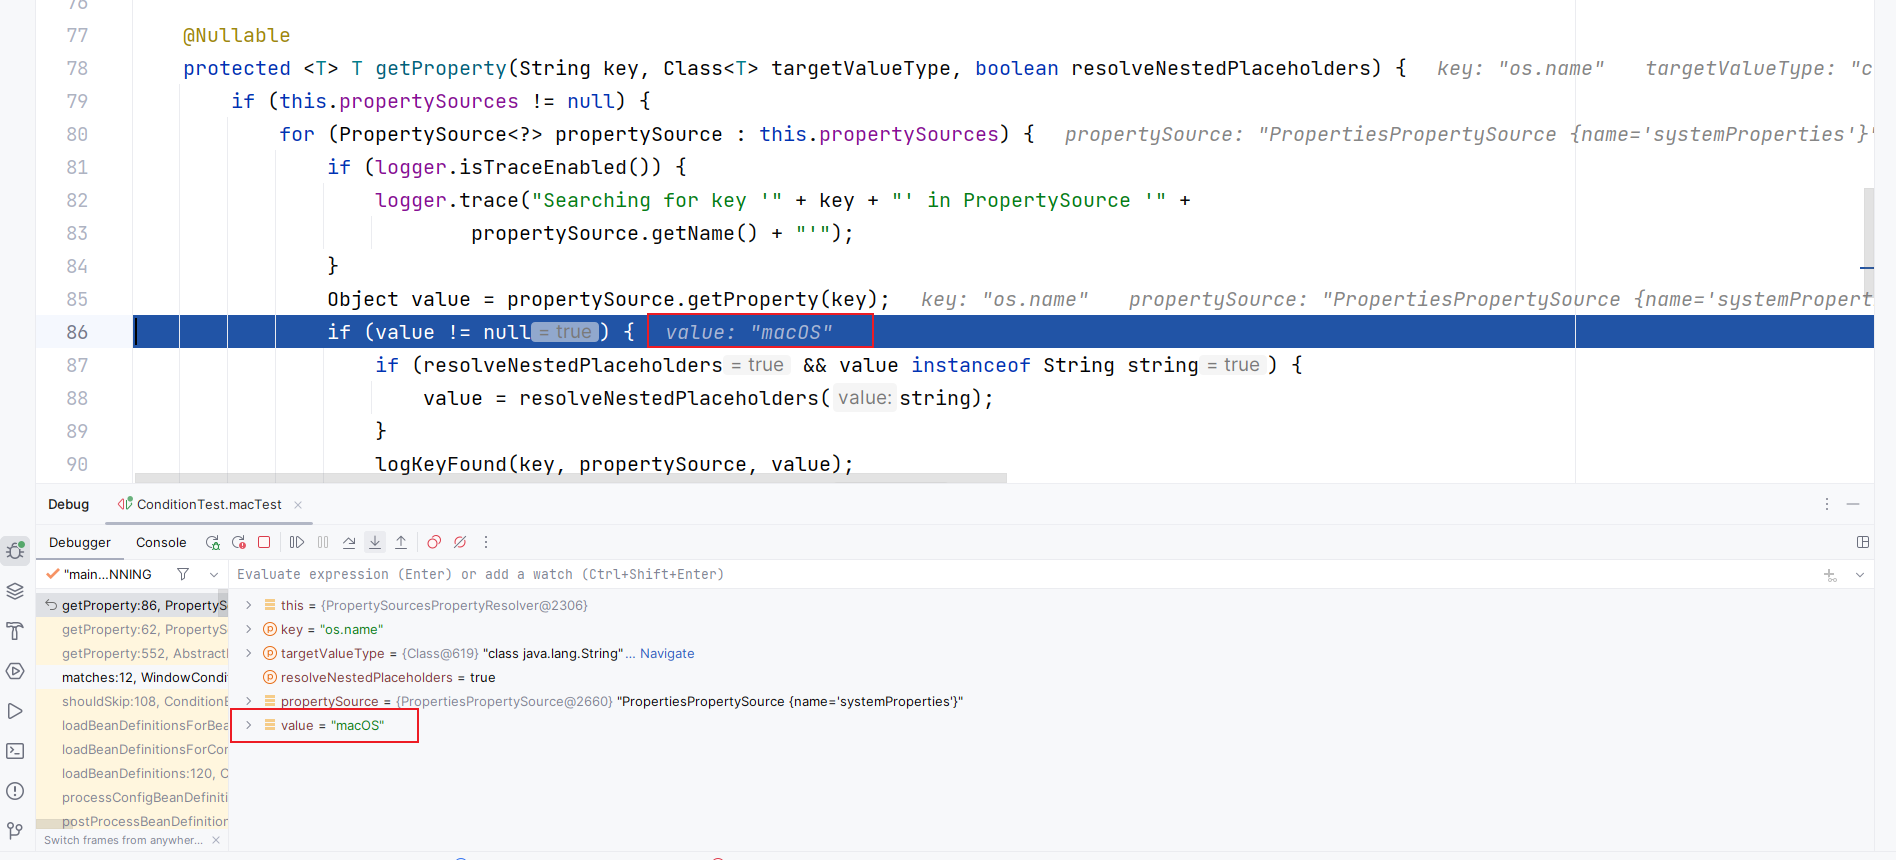 76
77 @Nullable
78 protected <T> T getProperty(String key, Class<T> targetValueType, boolean resolveNestedPlaceholders) { key: "os.name" targetValueType: "c
79 if (this.propertySources != null) {
80 for (PropertySource<?> propertySource : this.propertySources) { propertySource: "PropertiesPropertySource {name='systemProperties'}"
81 if (logger.isTraceEnabled()) {
82 logger.trace("Searching for key '" + key + "' in PropertySource '" +
83 propertySource.getName() + "'");
84 }
85 Object value = propertySource.getProperty(key); key: "os.name" propertySource: "PropertiesPropertySource {name='systemPropert
86 if (value != null = true ) { value: "macOS"
87 if (resolveNestedPlaceholders = true && value instanceof String string = true ) {
88 value = resolveNestedPlaceholders( value: string);
89 }
90 logKeyFound(key, propertySource, value);
Debug ConditionTest.macTest
Debugger Console
"main...NNING Evaluate expression (Enter) or add a watch (Ctrl+Shift+Enter)
getProperty:86, PropertyS
getProperty:62, PropertyS
getProperty:552, Abstract
matches:12, WindowCondi
shouldSkip:108, ConditionE
loadBeanDefinitionsForBea
loadBeanDefinitionsForCon
loadBeanDefinitions:120, C
processConfigBeanDefiniti
postProcessBeanDefinition
Switch frames from anywher...
this = {PropertySourcesPropertyResolver@2306}
key = "os.name"
targetValueType = {Class@619} "class java.lang.String"... Navigate
resolveNestedPlaceholders = true
propertySource = {PropertiesPropertySource@2660} "PropertiesPropertySource {name='systemProperties'}"
value = "macOS"